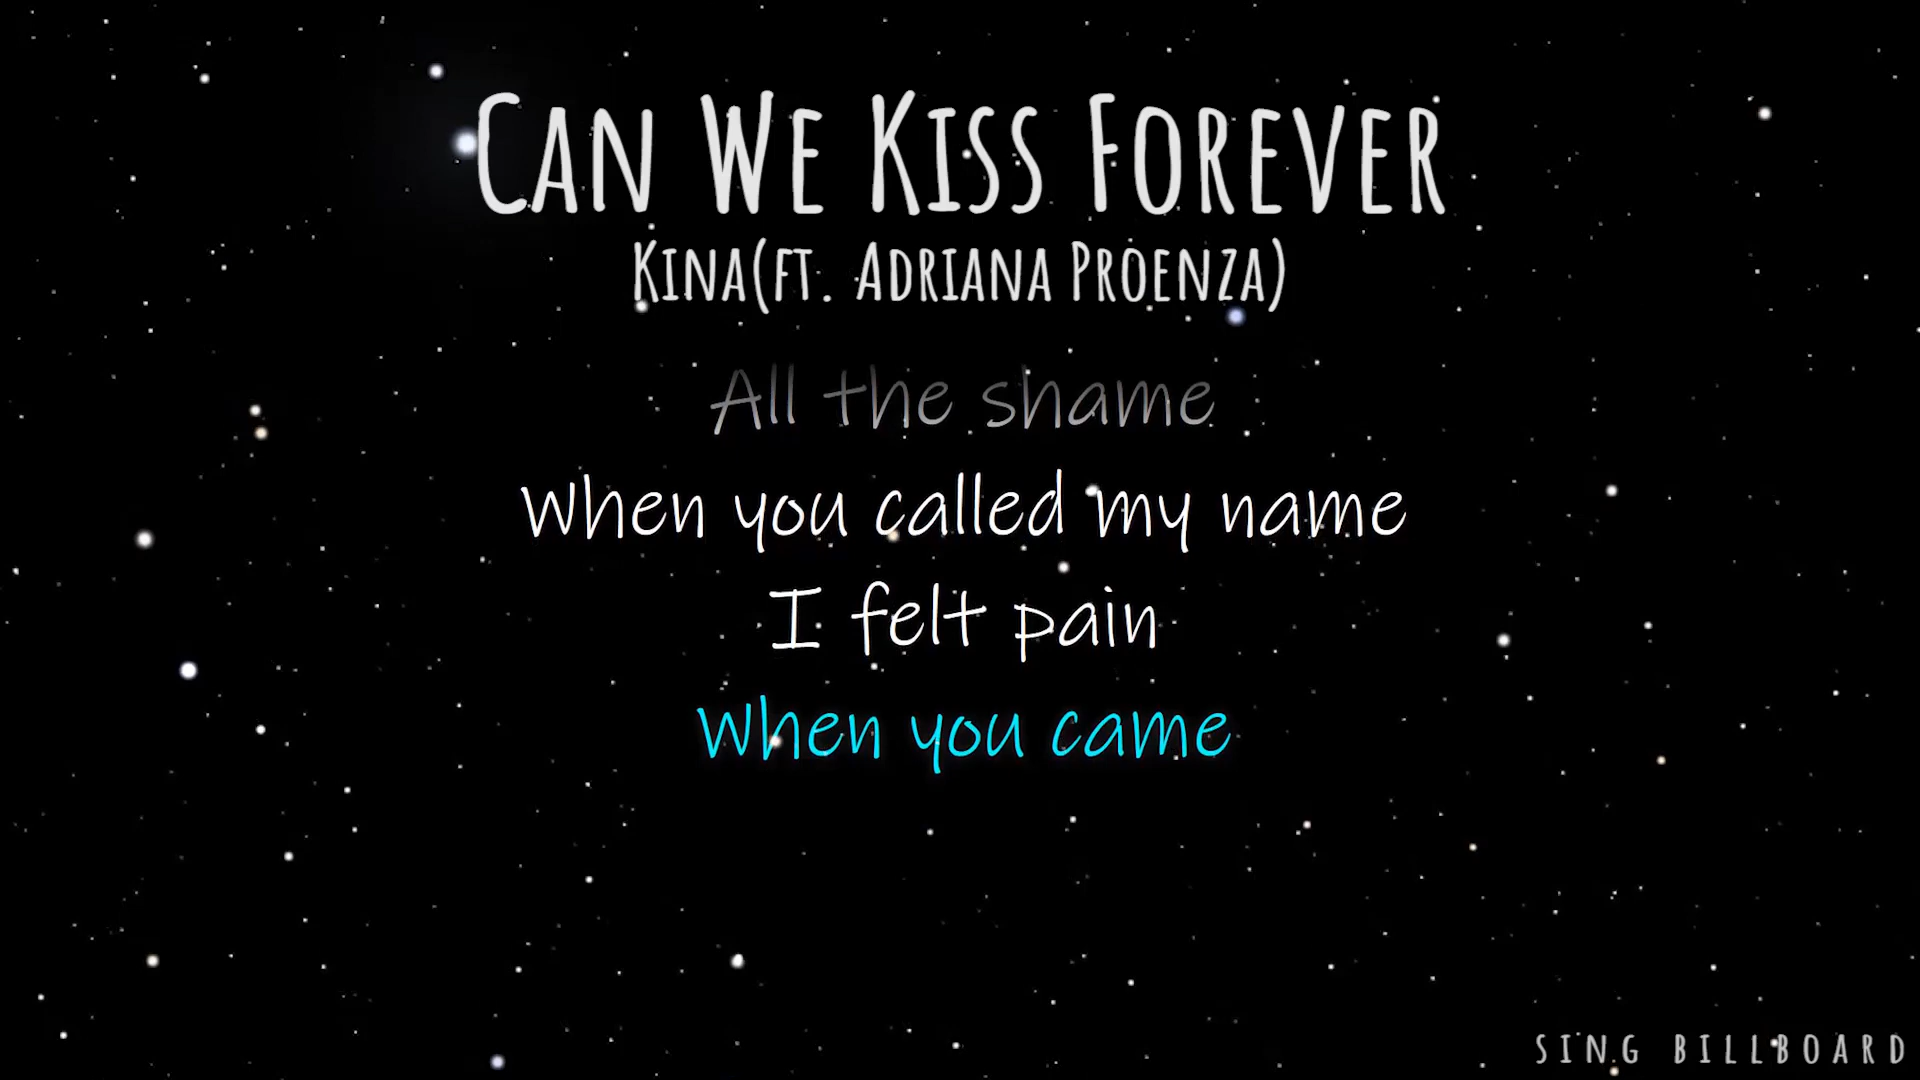 CAN WE KISS FOREVER
KINA(FT. ADRIANA PROENZA)
All the shame
When you called my name
I felt pain
When you came
SING BILLBOARD